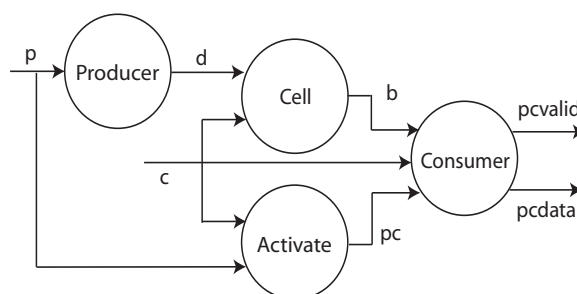 p
Producer
d
Cell
b
pcvalid
Consumer
c
pcdata
Activate
pc